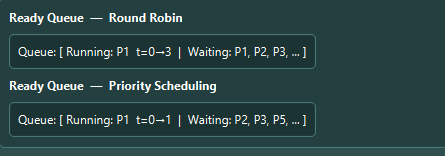 Ready Queue — Round Robin
Queue: [ Running: P1 t=0→3 | Waiting: P1, P2, P3, ... ]
Ready Queue — Priority Scheduling
Queue: [ Running: P1 t=0→1 | Waiting: P2, P3, P5, ... ]